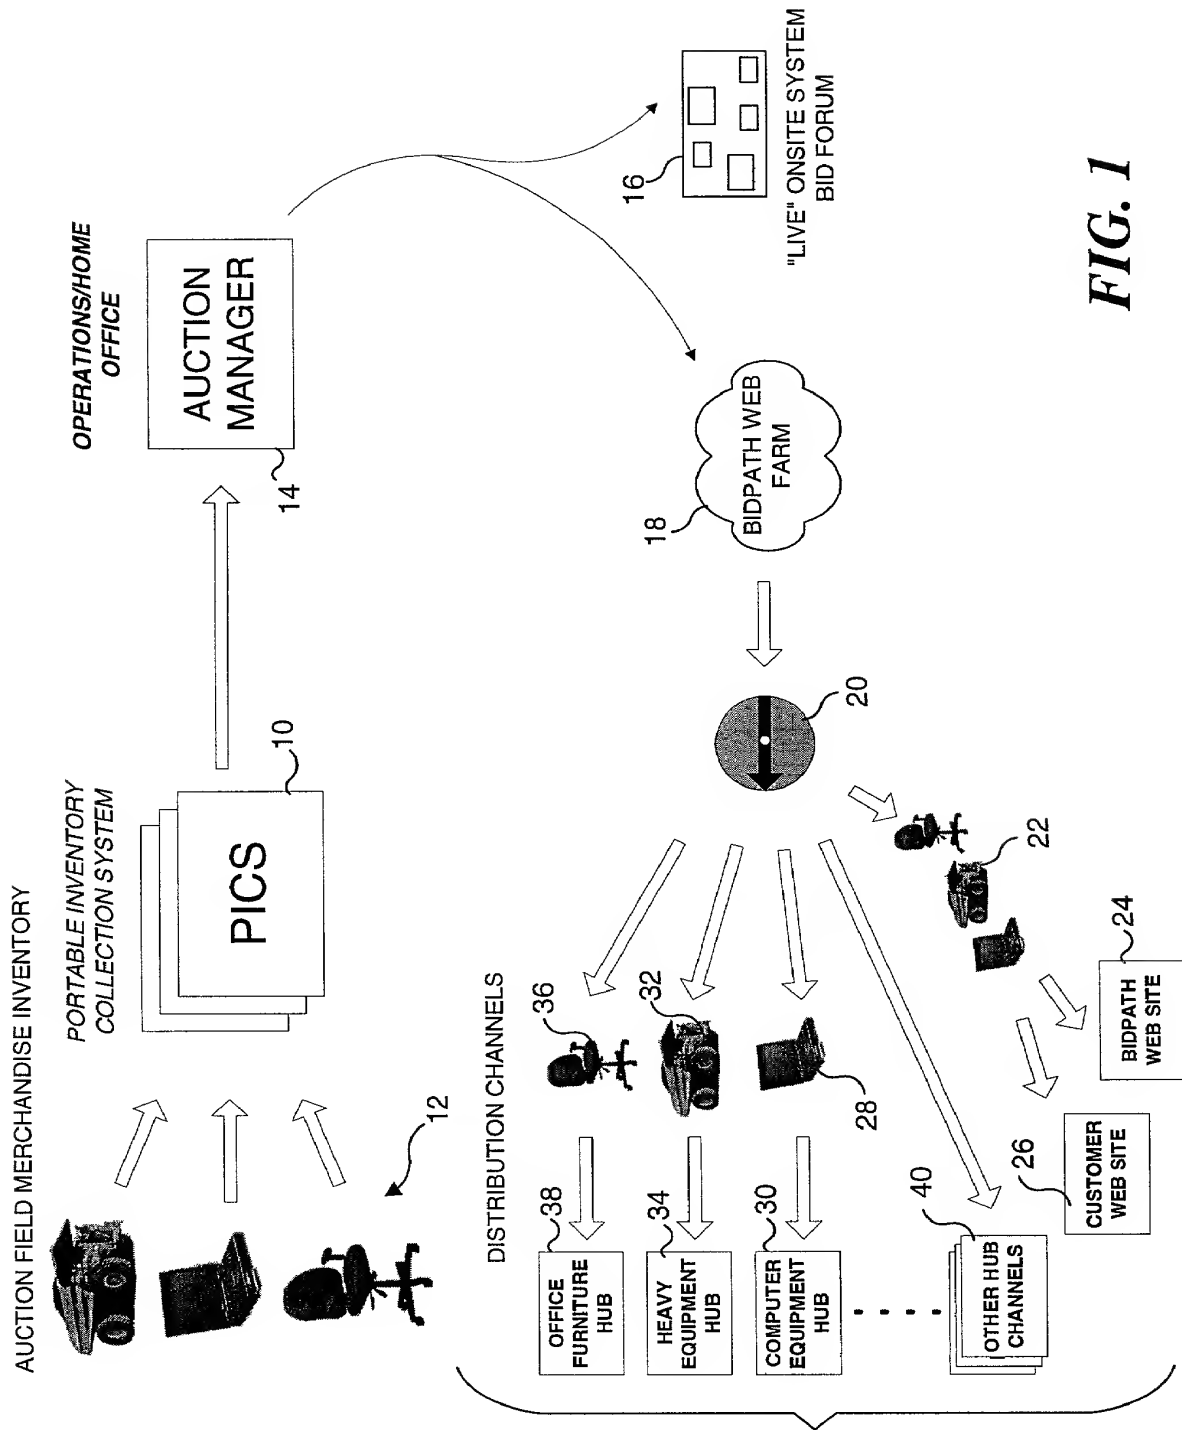 AUCTION FIELD MERCHANDISE INVENTORY
PORTABLE INVENTORY
COLLECTION SYSTEM
PICS
10
12
OPERATIONS/HOME
OFFICE
AUCTION
MANAGER
14
16
"LIVE" ONSITE SYSTEM
BID FORUM
18
BIDPATH WEB
FARM
20
DISTRIBUTION CHANNELS
36
38
OFFICE
FURNITURE
HUB
32
34
HEAVY
EQUIPMENT
HUB
28
30
COMPUTER
EQUIPMENT
HUB
40
OTHER HUB
CHANNELS
22
26
CUSTOMER
WEB SITE
24
BIDPATH
WEB SITE
FIG. 1